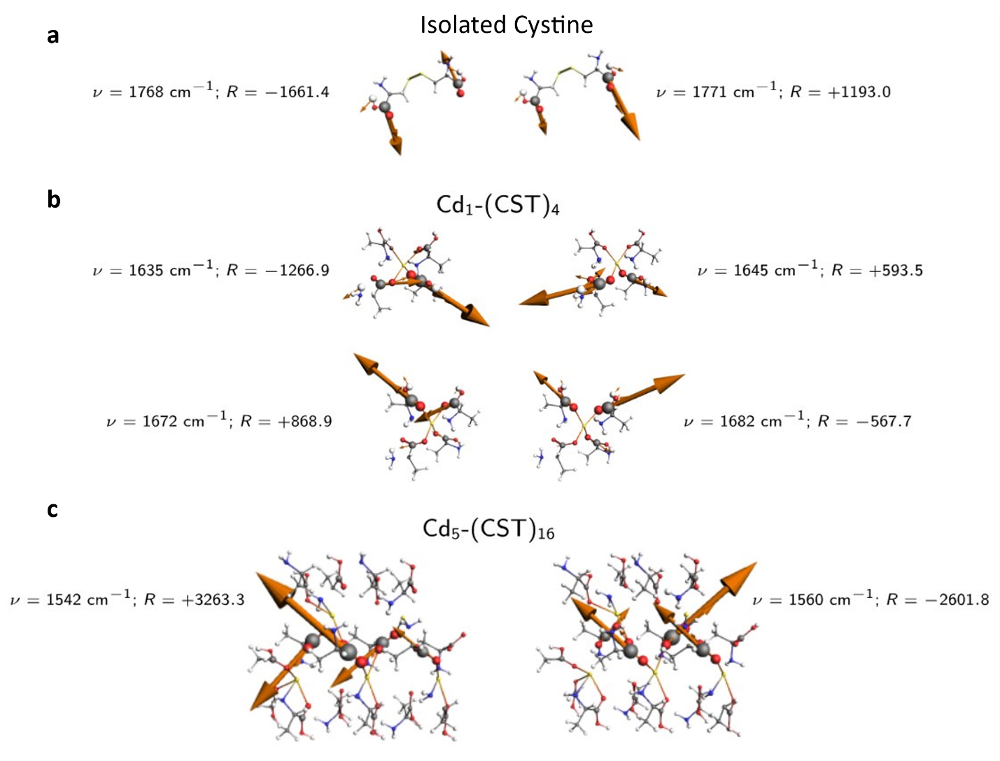 a
Isolated Cystine
ν = 1768 cm⁻¹; R = −1661.4
ν = 1771 cm⁻¹; R = +1193.0
b
Cd₁-(CST)₄
ν = 1635 cm⁻¹; R = −1266.9
ν = 1645 cm⁻¹; R = +593.5
ν = 1672 cm⁻¹; R = +868.9
ν = 1682 cm⁻¹; R = −567.7
c
Cd₅-(CST)₁₆
ν = 1542 cm⁻¹; R = +3263.3
ν = 1560 cm⁻¹; R = −2601.8